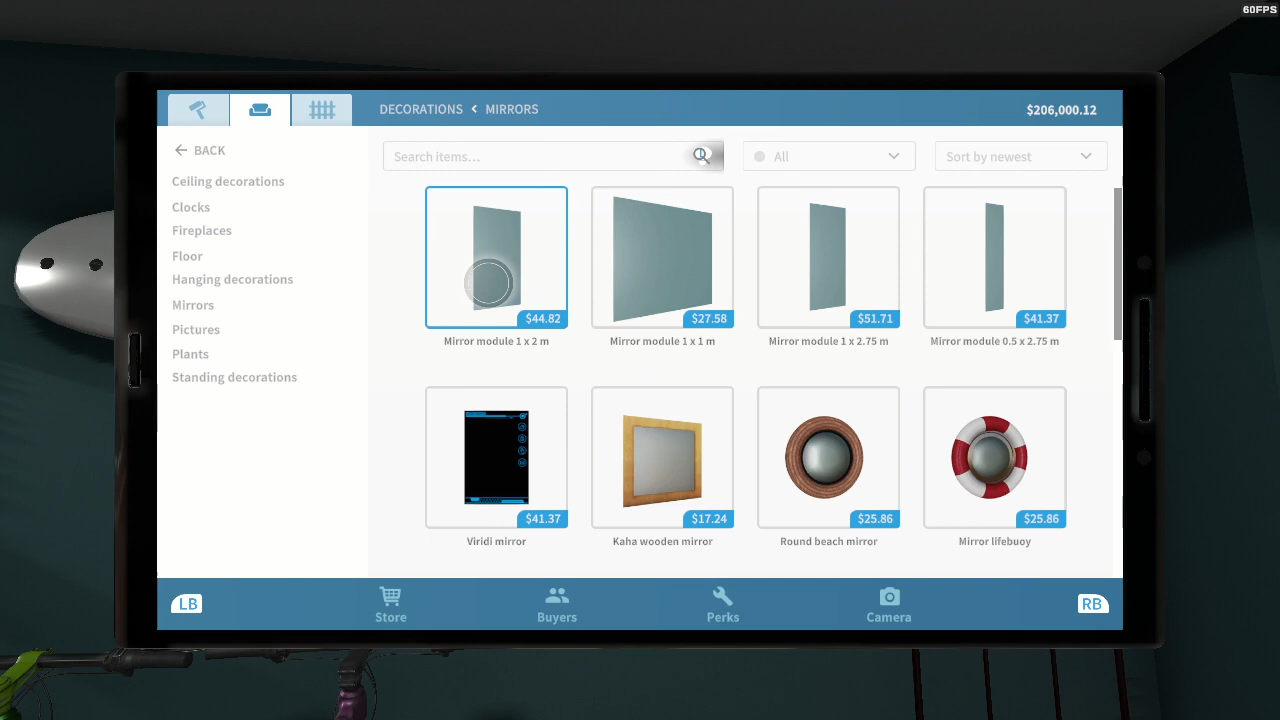 60FPS
DECORATIONS < MIRRORS
$206,000.12
BACK
Search items...
All
Sort by newest
Ceiling decorations
Clocks
Fireplaces
Floor
Hanging decorations
Mirrors
Pictures
Plants
Standing decorations
$44.82
$27.58
$51.71
$41.37
Mirror module 1 x 2 m
Mirror module 1 x 1 m
Mirror module 1 x 2.75 m
Mirror module 0.5 x 2.75 m
$41.37
$17.24
$25.86
$25.86
Viridi mirror
Kaha wooden mirror
Round beach mirror
Mirror lifebuoy
LB
Store
Buyers
Perks
Camera
RB